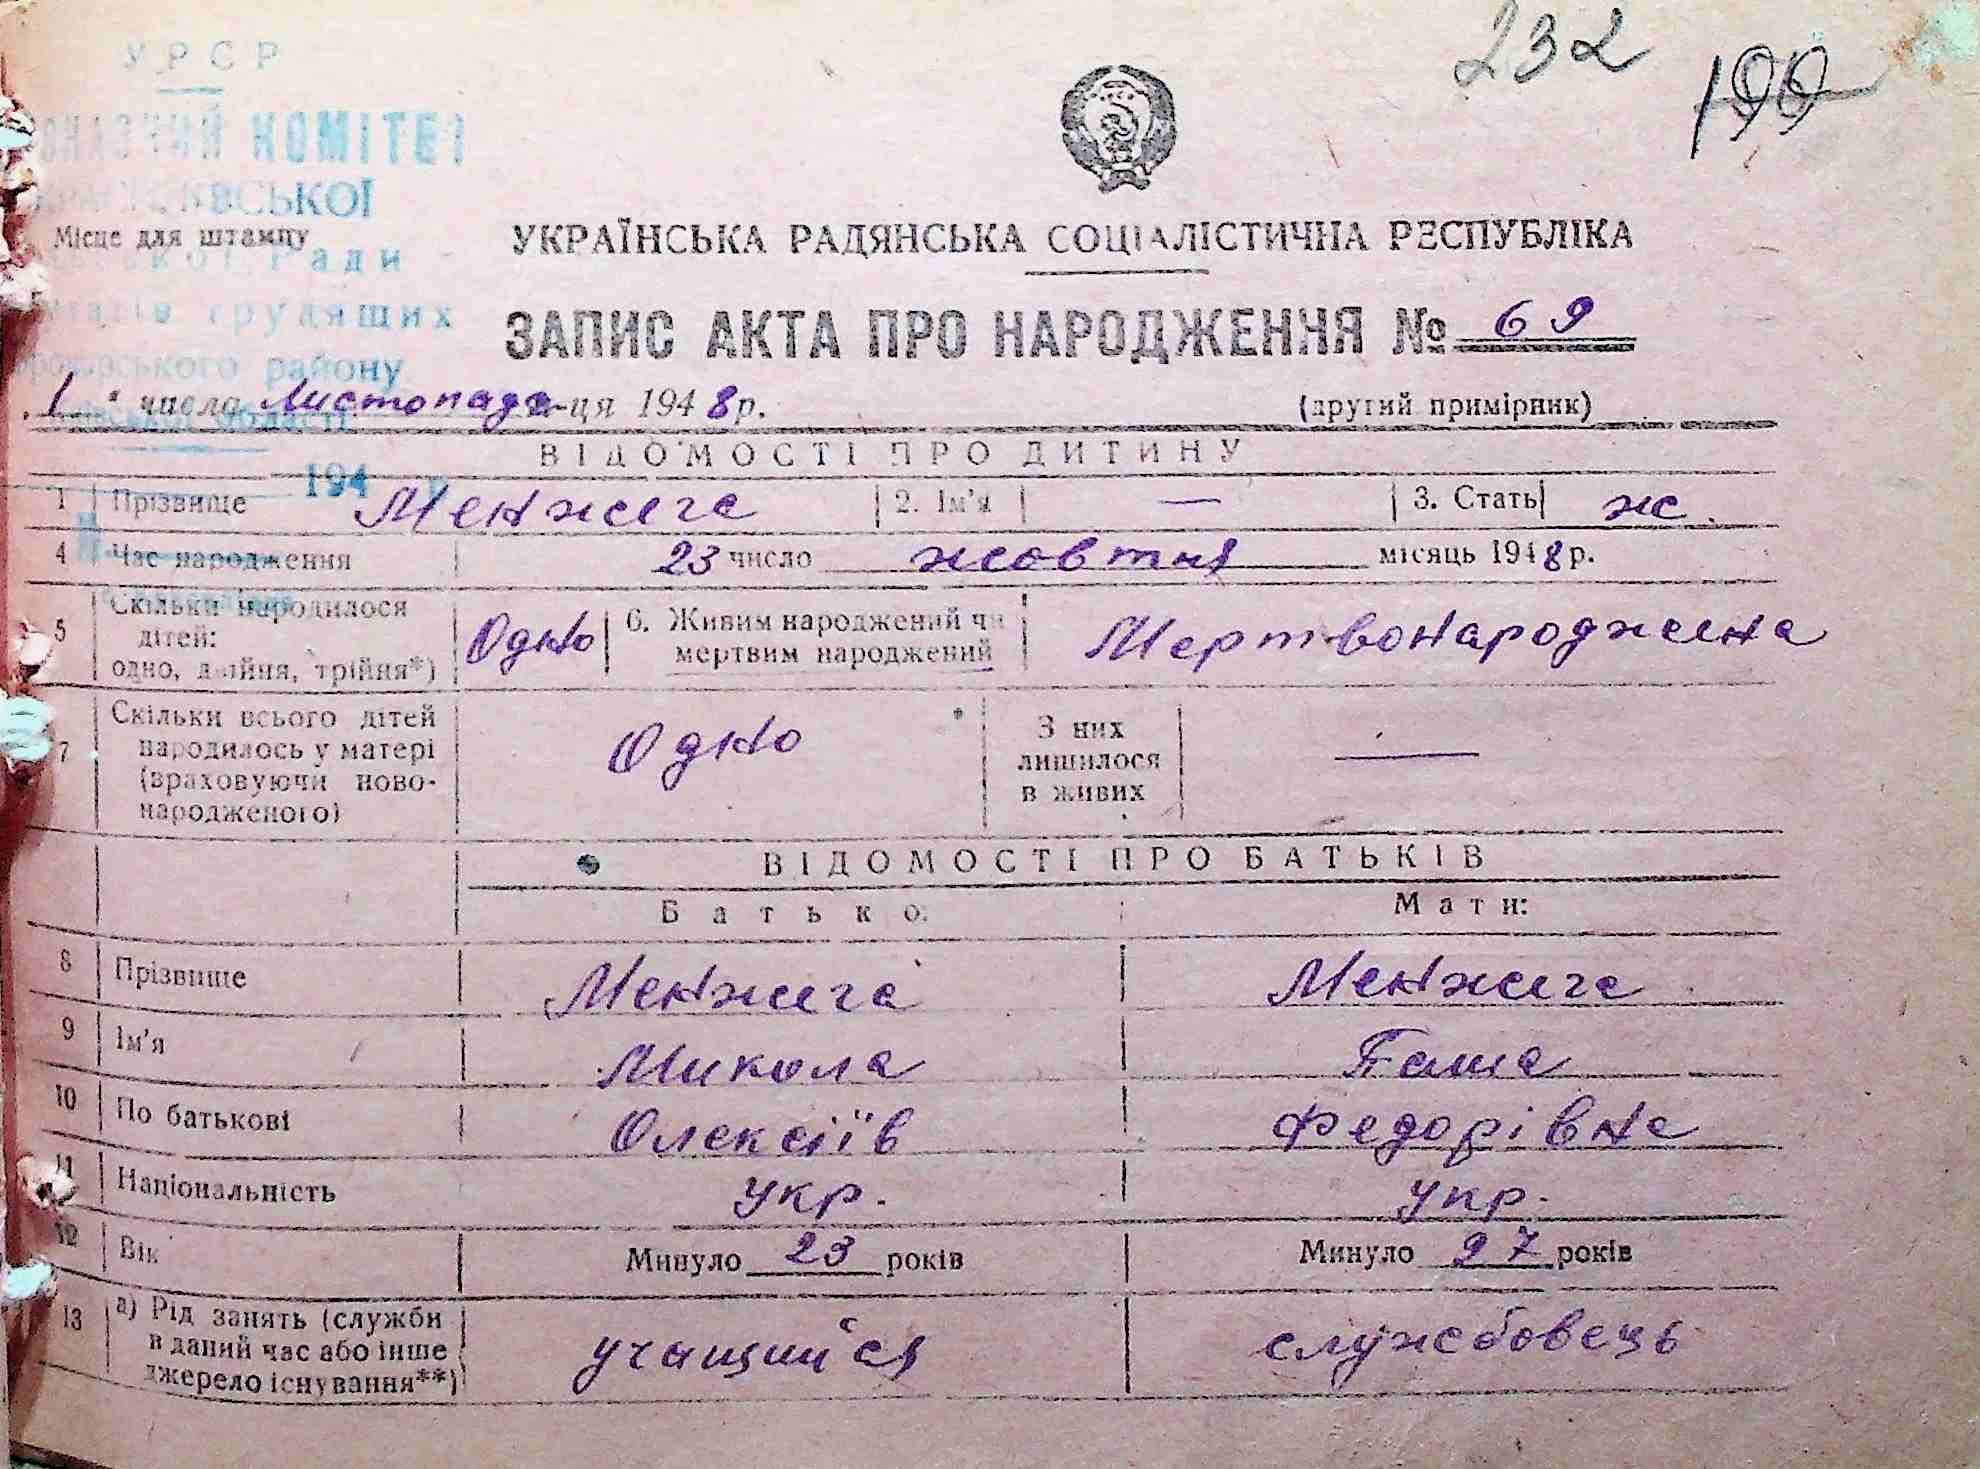 232
199
УРСР
КОМІТЕТ
Місце для штампу
Ради
трудящих
району
області
194
УКРАЇНСЬКА РАДЯНСЬКА СОЦІАЛІСТИЧНА РЕСПУБЛІКА
ЗАПИС АКТА ПРО НАРОДЖЕННЯ № 69
"1" числа Листопада м-ця 1948 р. (другий примірник)
ВІДОМОСТІ ПРО ДИТИНУ
1 Прізвище Менжега 2. Ім'я — 3. Стать ж.
4 Час народження 23 число жовтня місяць 1948 р.
5 Скільки народилося дітей: одно, двійня, трійня*) Одно 6. Живим народжений чи мертвим народжений Мертвонароджена
7 Скільки всього дітей народилось у матері (враховуючи новонародженого) Одно З них лишилося в живих —
ВІДОМОСТІ ПРО БАТЬКІВ
Батько: Мати:
8 Прізвище Менжега Менжега
9 Ім'я Микола Паша
10 По батькові Олексіїв Федорівна
11 Національність укр. укр.
12 Вік Минуло 23 років Минуло 27 років
13 а) Рід занять (служби в даний час або інше джерело існування**) учащийся службовець